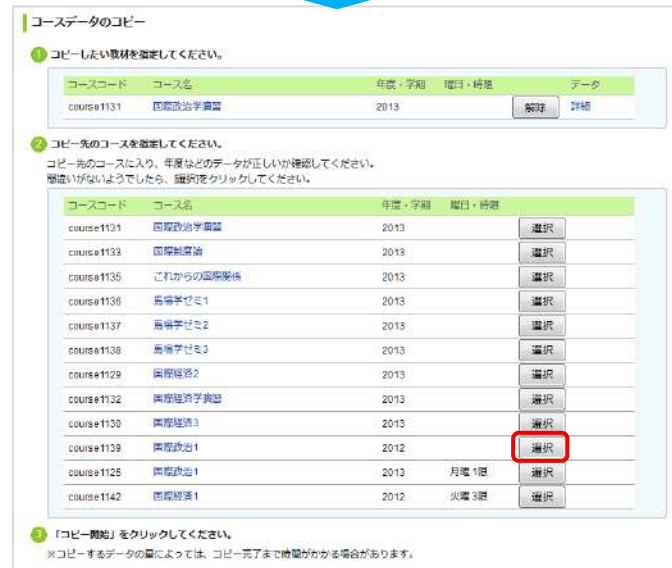 コースデータのコピー
1 コピーしたい教材を指定してください。
コースコード コース名 年度・学期 曜日・時限 データ
course1131 国際政治学演習 2013 解除 詳細
2 コピー先のコースを指定してください。
コピー先のコースに入り、年度などのデータが正しいか確認してください。
間違いがないようでしたら、[選択]をクリックしてください。
コースコード コース名 年度・学期 曜日・時限
course1131 国際政治学演習 2013 選択
course1133 国際制度論 2013 選択
course1135 これからの国際関係 2013 選択
course1136 馬場学ゼミ1 2013 選択
course1137 馬場学ゼミ2 2013 選択
course1138 馬場学ゼミ3 2013 選択
course1129 国際経済2 2013 選択
course1132 国際経済学演習 2013 選択
course1130 国際経済3 2013 選択
course1139 国際政治1 2012 選択
course1125 国際政治1 2013 月曜 1限 選択
course1142 国際経済1 2012 火曜 3限 選択
3 「コピー開始」をクリックしてください。
※コピーするデータの量によっては、コピー完了まで時間がかかる場合があります。